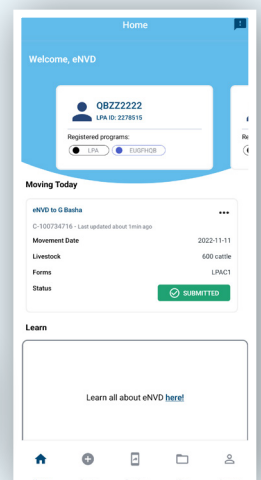 Home
Welcome, eNVD
QBZZ2222
LPA ID: 2278515
Registered programs:
LPA
EUGFHQB
Re
Moving Today
eNVD to G Basha
C-100734716 - Last updated about 1min ago
Movement Date 2022-11-11
Livestock 600 cattle
Forms LPAC1
Status SUBMITTED
Learn
Learn all about eNVD here!